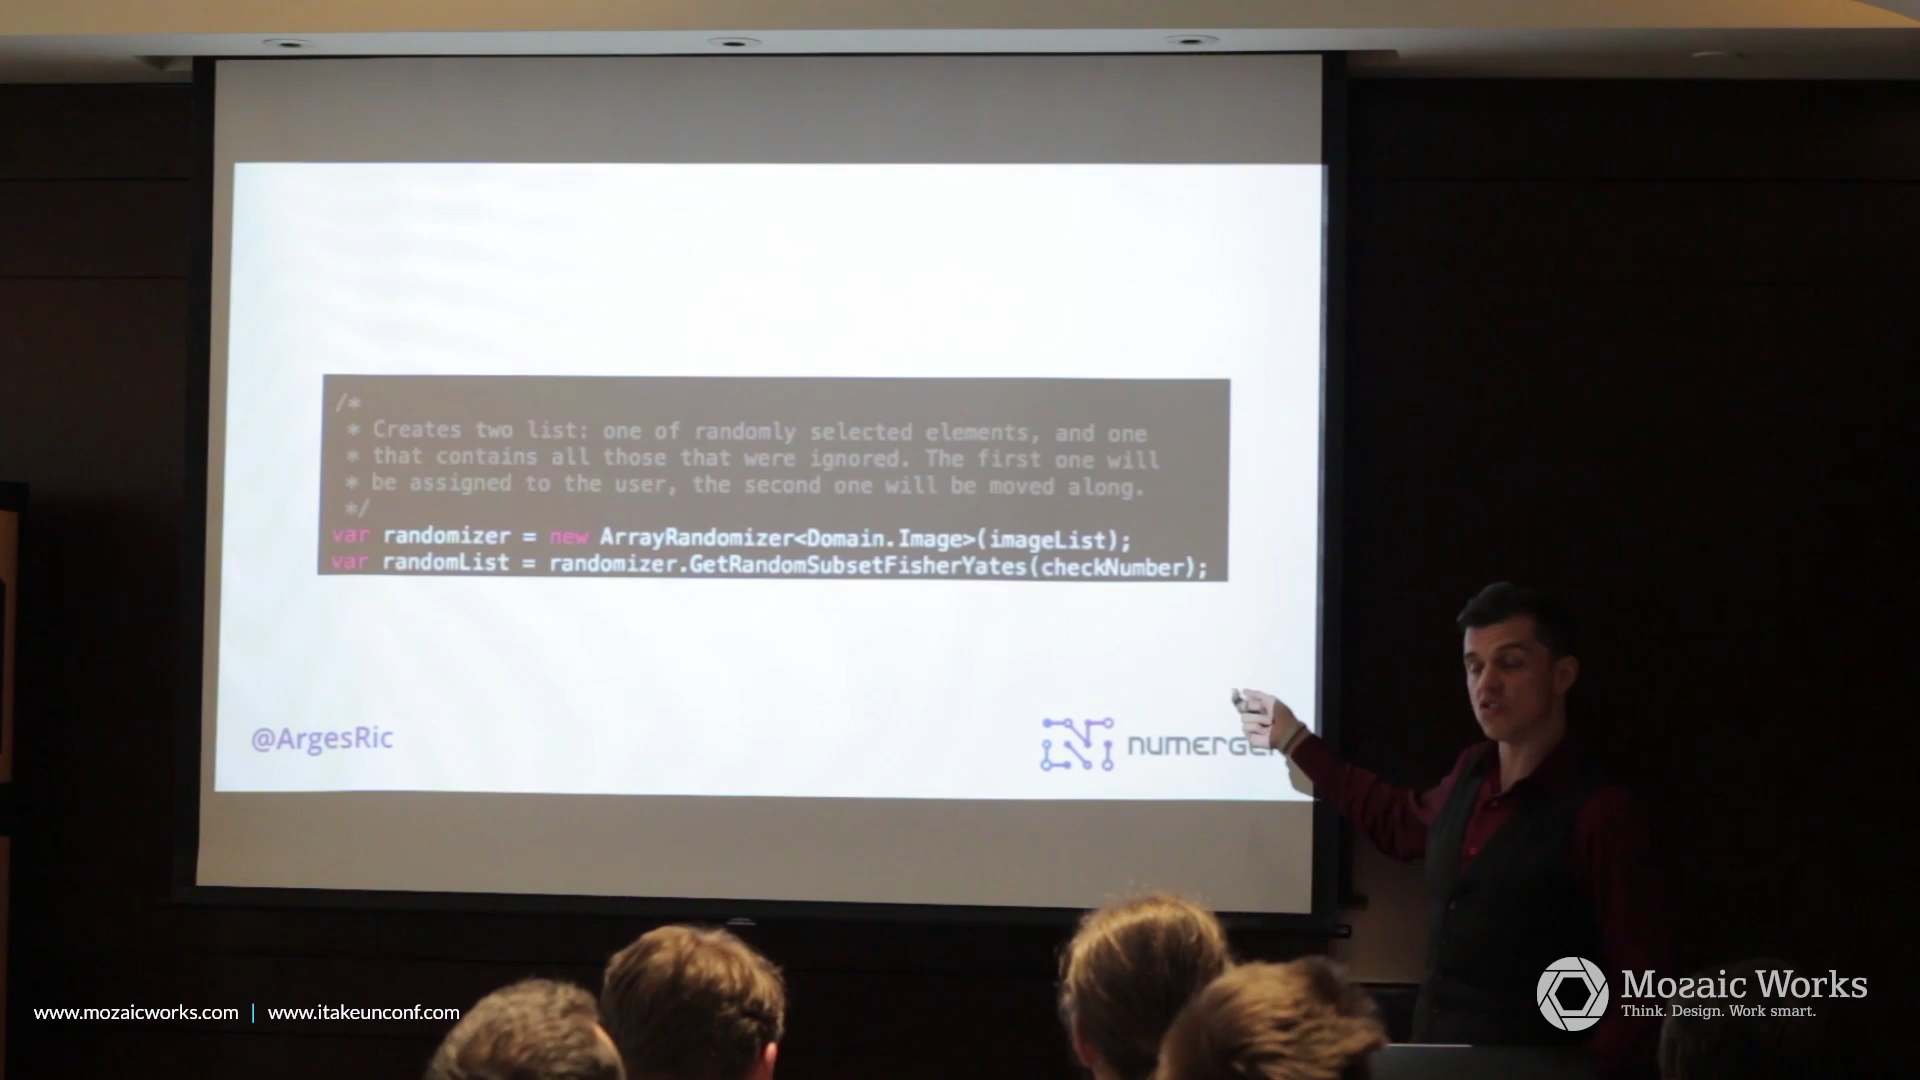 /*
* Creates two list: one of randomly selected elements, and one
* that contains all those that were ignored. The first one will
* be assigned to the user, the second one will be moved along.
*/
var randomizer = new ArrayRandomizer<Domain.Image>(imageList);
var randomList = randomizer.GetRandomSubsetFisherYates(checkNumber);
@ArgesRic
www.mozaicworks.com | www.itakeunconf.com
Mozaic Works
Think. Design. Work smart.